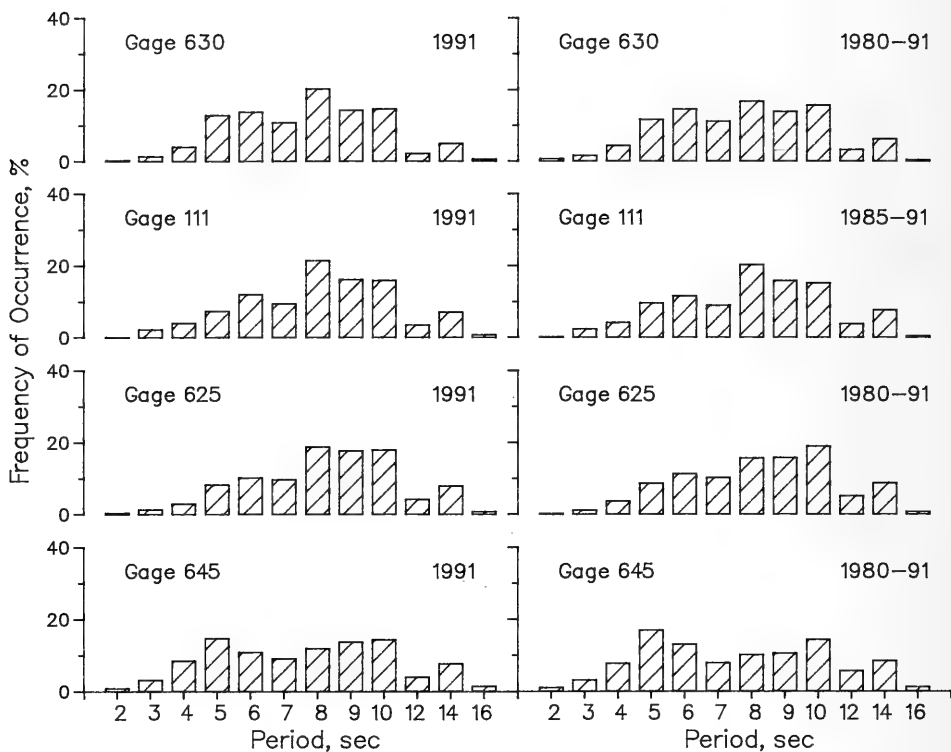 Frequency of Occurrence, %
40
20
0
Gage 630 1991
Gage 630 1980-91
40
20
0
Gage 111 1991
Gage 111 1985-91
40
20
0
Gage 625 1991
Gage 625 1980-91
40
20
0
Gage 645 1991
Gage 645 1980-91
2 3 4 5 6 7 8 9 10 12 14 16
2 3 4 5 6 7 8 9 10 12 14 16
Period, sec
Period, sec